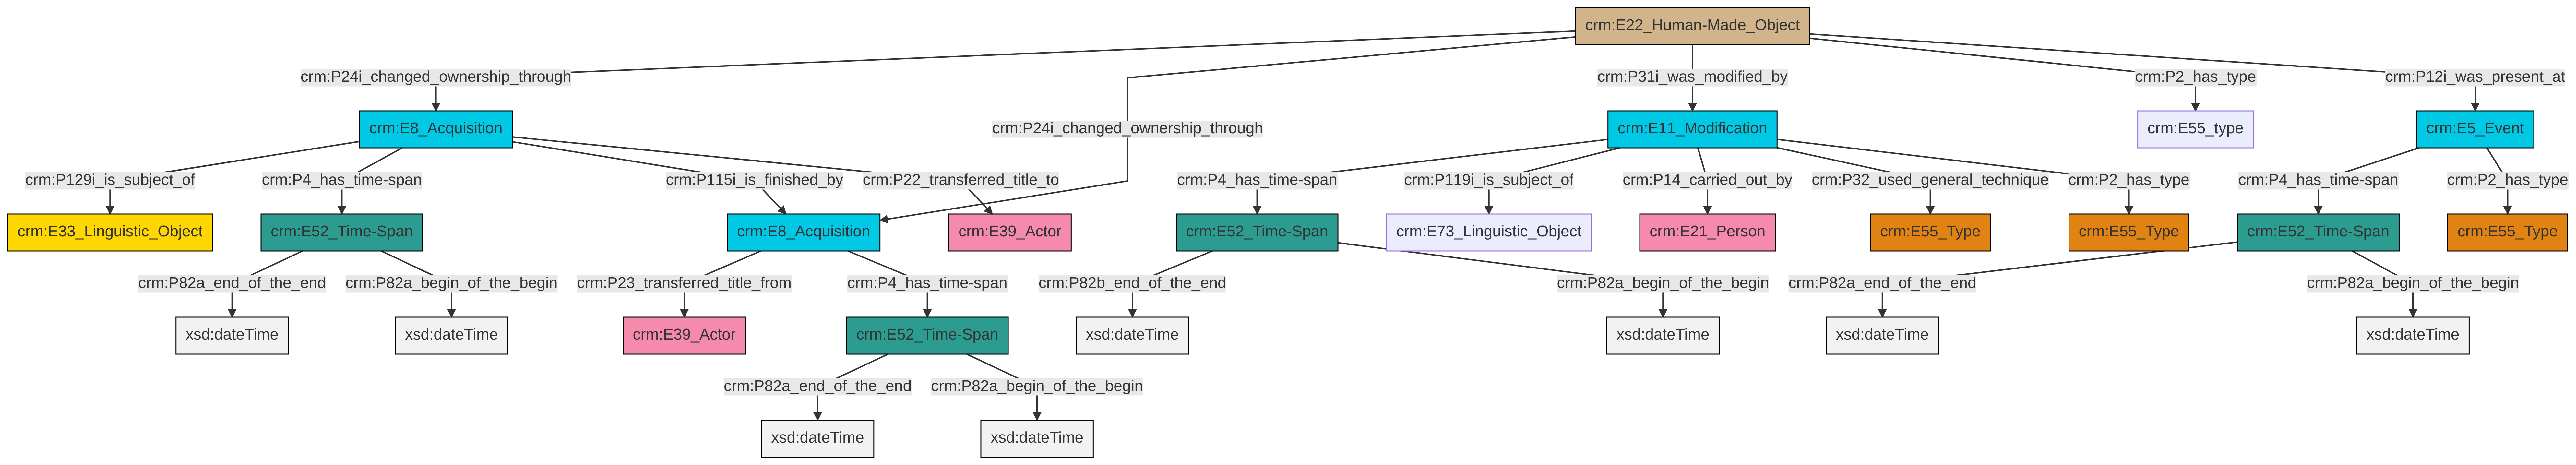 crm:E22_Human-Made_Object
crm:P24i_changed_ownership_through
crm:P31i_was_modified_by
crm:P2_has_type
crm:P12i_was_present_at
crm:E8_Acquisition
crm:P24i_changed_ownership_through
crm:E11_Modification
crm:E55_type
crm:E5_Event
crm:P129i_is_subject_of
crm:P4_has_time-span
crm:P115i_is_finished_by
crm:P22_transferred_title_to
crm:P4_has_time-span
crm:P119i_is_subject_of
crm:P14_carried_out_by
crm:P32_used_general_technique
crm:P2_has_type
crm:P4_has_time-span
crm:P2_has_type
crm:E33_Linguistic_Object
crm:E52_Time-Span
crm:E8_Acquisition
crm:E39_Actor
crm:E52_Time-Span
crm:E73_Linguistic_Object
crm:E21_Person
crm:E55_Type
crm:E55_Type
crm:E52_Time-Span
crm:E55_Type
crm:P82a_end_of_the_end
crm:P82a_begin_of_the_begin
crm:P23_transferred_title_from
crm:P4_has_time-span
crm:P82b_end_of_the_end
crm:P82a_begin_of_the_begin
crm:P82a_end_of_the_end
crm:P82a_begin_of_the_begin
xsd:dateTime
xsd:dateTime
crm:E39_Actor
crm:E52_Time-Span
xsd:dateTime
xsd:dateTime
xsd:dateTime
xsd:dateTime
crm:P82a_end_of_the_end
crm:P82a_begin_of_the_begin
xsd:dateTime
xsd:dateTime